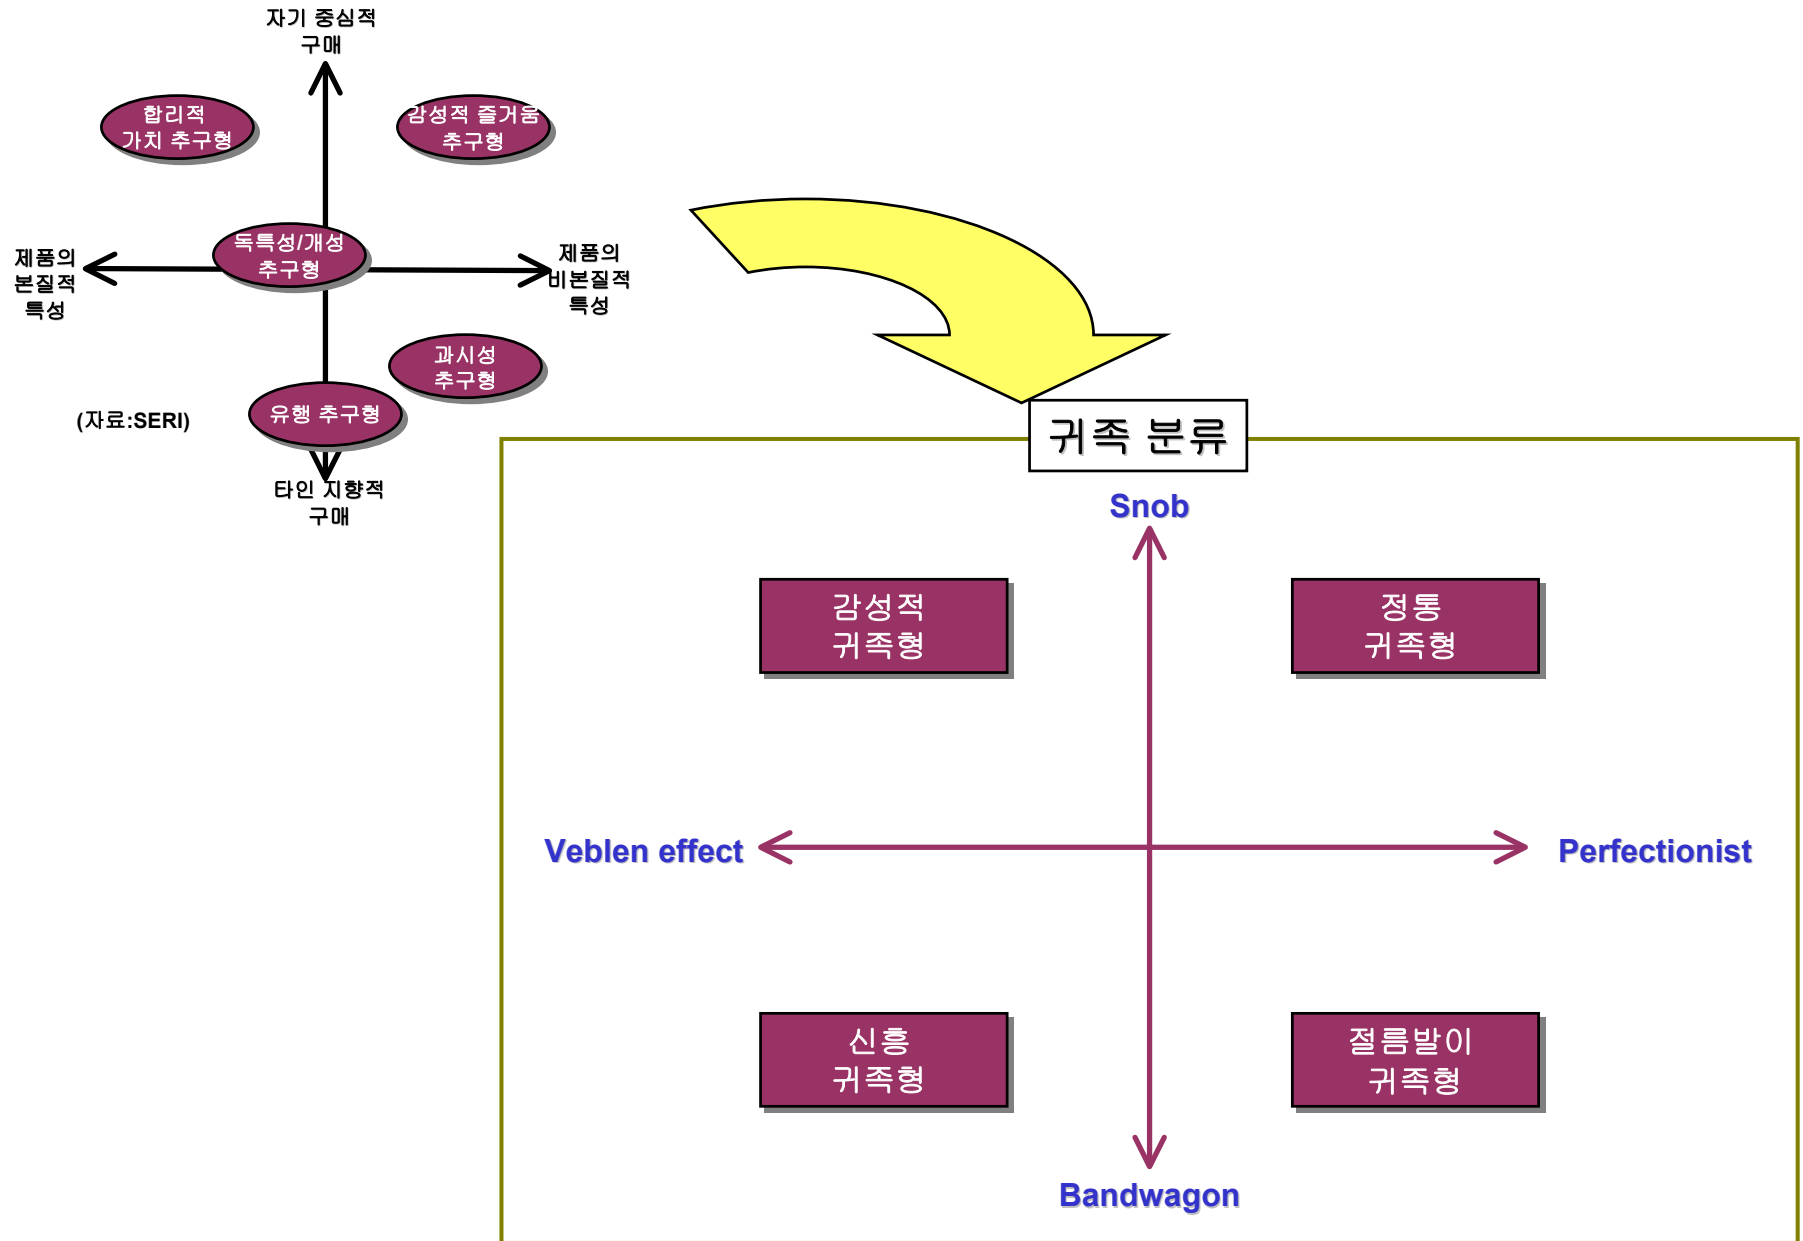 자기 중심적
구매
합리적
가치 추구형
감성적 즐거움
추구형
독특성/개성
추구형
제품의
본질적
특성
제품의
비본질적
특성
과시성
추구형
유행 추구형
(자료:SERI)
타인 지향적
구매
귀족 분류
Snob
감성적
귀족형
정통
귀족형
Veblen effect
Perfectionist
신흥
귀족형
절름발이
귀족형
Bandwagon